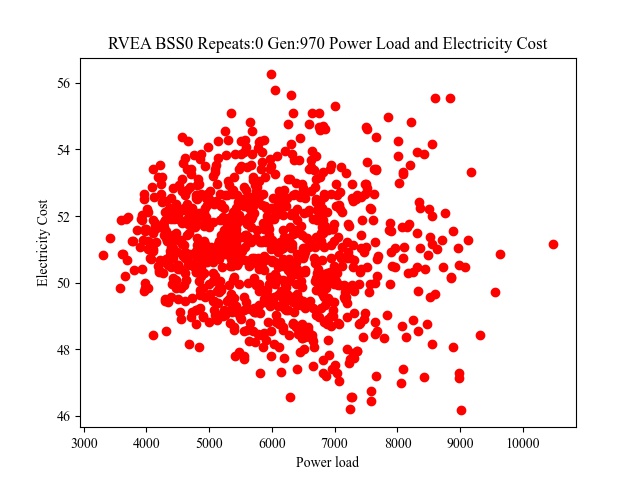 RVEA BSS0 Repeats:0 Gen:970 Power Load and Electricity Cost
56
54
52
50
48
46
Electricity Cost
3000 4000 5000 6000 7000 8000 9000 10000
Power load